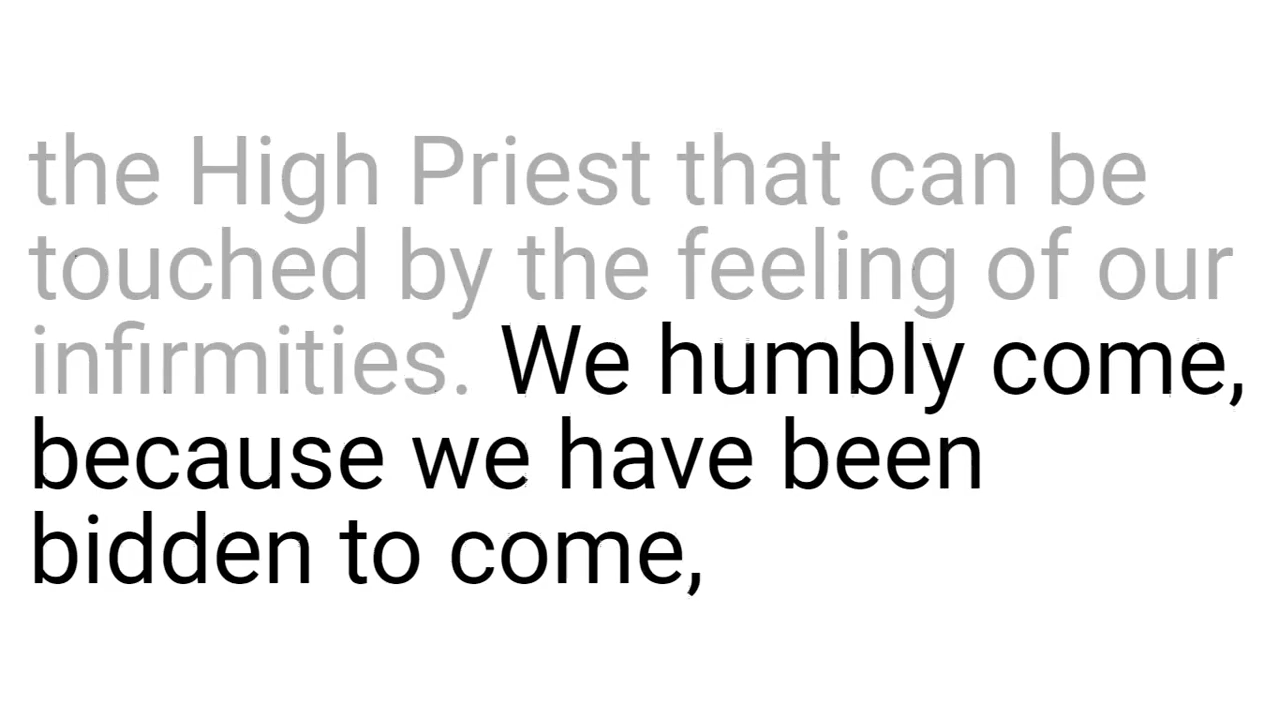 the High Priest that can be
touched by the feeling of our
infirmities. We humbly come,
because we have been
bidden to come,